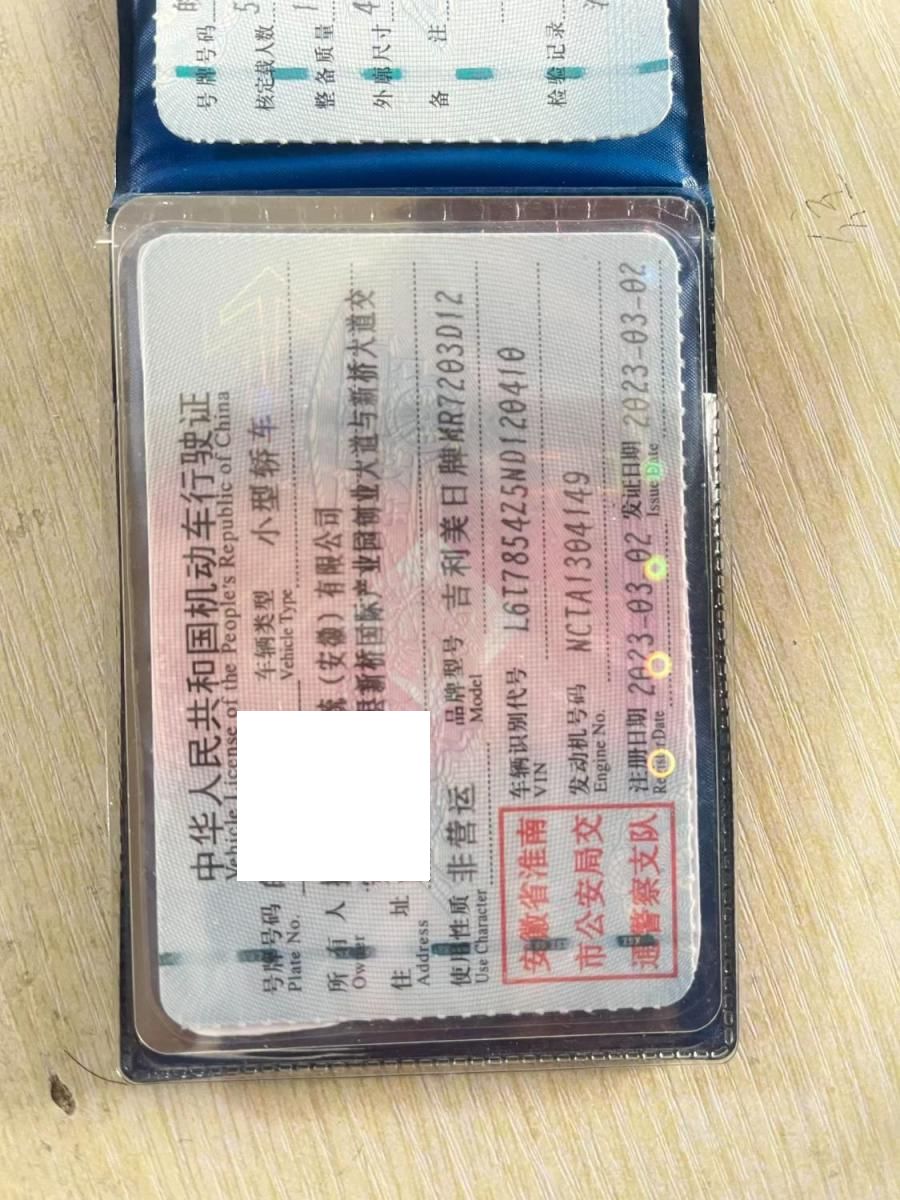 号牌号码
核定载人数 5
整备质量 1
外廓尺寸 4
备 注
检验记录
中华人民共和国机动车行驶证
Vehicle License of the People's Republic of China
号牌号码 车辆类型 小型轿车
Plate No. Vehicle Type
所有人 (安徽)有限公司
Owner
住 址 县新桥国际产业园创业大道与新桥大道交
Address
使用性质 非营运 品牌型号 吉利美日牌MR7203D12
Use Character Model
安徽省淮南
市公安局交
通警察支队
车辆识别代号 L6T7854Z5ND120410
VIN
发动机号码 NCTA1304149
Engine No.
注册日期 2023-03-02 发证日期 2023-03-02
Register Date Issue Date